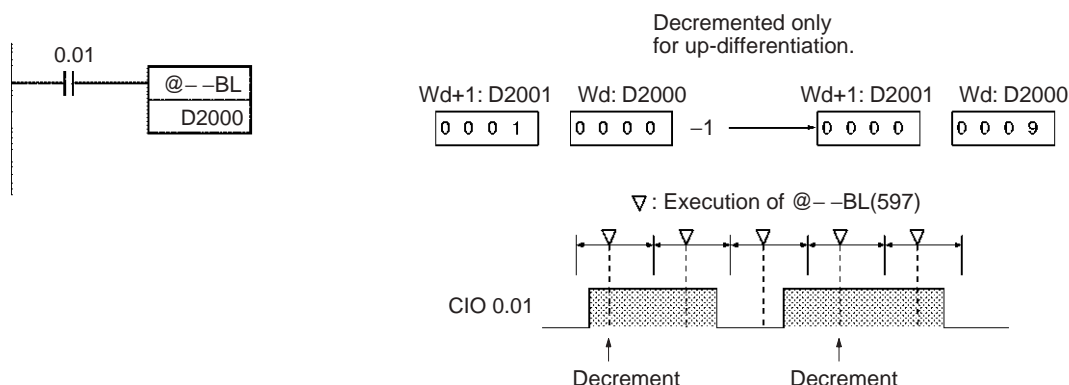 Decremented only
for up-differentiation.
0.01
@– –BL
D2000
Wd+1: D2001 Wd: D2000 Wd+1: D2001 Wd: D2000
0 0 0 1 0 0 0 0 –1 0 0 0 0 0 0 0 9
: Execution of @– –BL(597)
CIO 0.01
Decrement Decrement